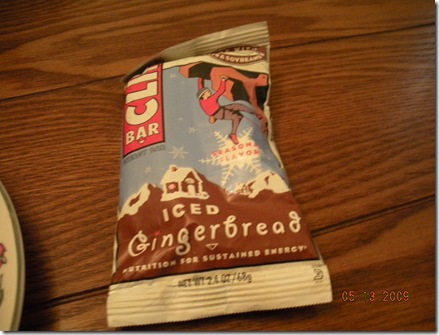 CLIF
BAR
SEASONAL
FLAVOR
ICED
Gingerbread
NUTRITION FOR SUSTAINED ENERGY
NET WT 2.4 OZ/68g
05 13 2009